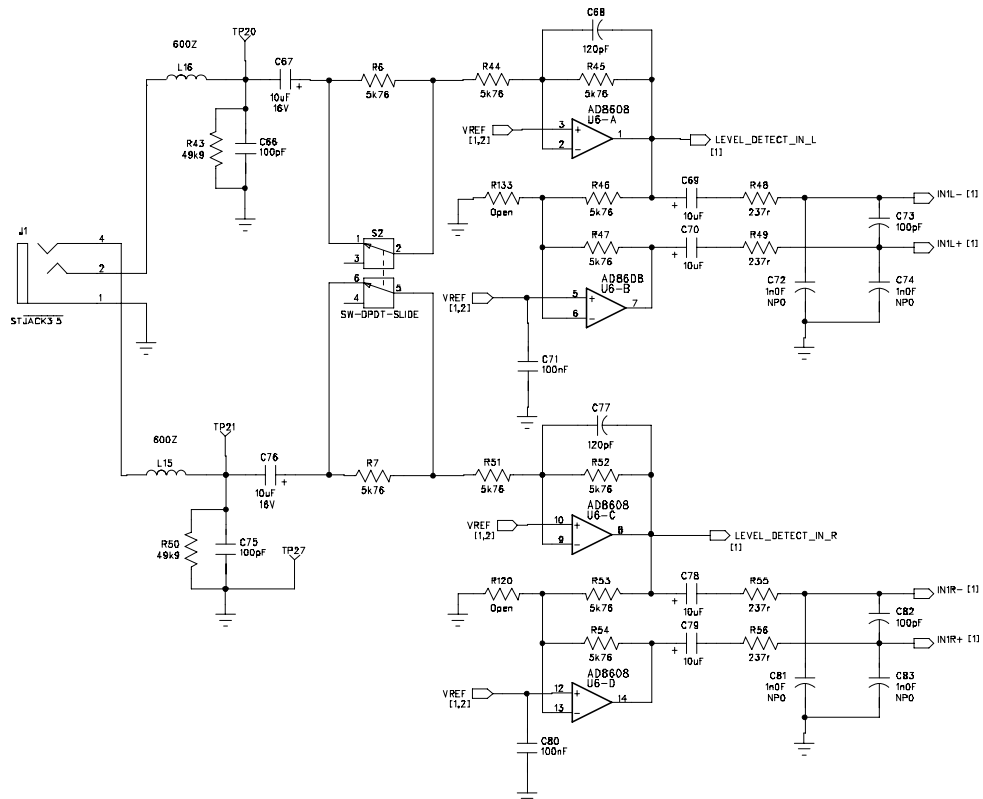 C68
120pF
TP20
600Z
L16
C67
10uF
16V
R6
5k76
R44
5k76
R45
5k76
AD8608
U6-A
VREF
[1,2]
3
2
1
LEVEL_DETECT_IN_L
[1]
R43
49k9
C66
100pF
R133
Open
R46
5k76
C69
10uF
R48
237r
IN1L- [1]
C73
100pF
J1
4
2
1
STJACK3.5
S2
1
2
3
6
5
4
SW-DPDT-SLIDE
R47
5k76
C70
10uF
R49
237r
IN1L+ [1]
AD8608
U6-B
VREF
[1,2]
5
6
7
C72
1n0F
NP0
C74
1n0F
NP0
C71
100nF
C77
120pF
TP21
600Z
L15
C76
10uF
16V
R7
5k76
R51
5k76
R52
5k76
AD8608
U6-C
VREF
[1,2]
10
9
8
LEVEL_DETECT_IN_R
[1]
R50
49k9
C75
100pF
TP27
R120
Open
R53
5k76
C78
10uF
R55
237r
IN1R- [1]
C82
100pF
R54
5k76
C79
10uF
R56
237r
IN1R+ [1]
AD8608
U6-D
VREF
[1,2]
12
13
14
C81
1n0F
NP0
C83
1n0F
NP0
C80
100nF